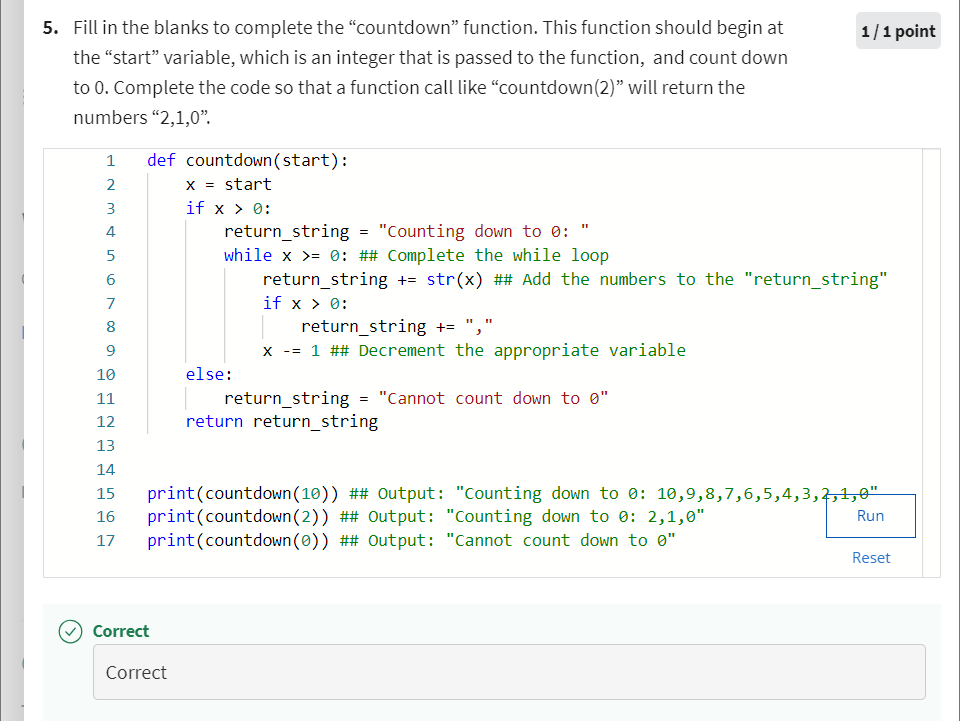 5. Fill in the blanks to complete the “countdown” function. This function should begin at
1 / 1 point
the “start” variable, which is an integer that is passed to the function,  and count down
to 0. Complete the code so that a function call like “countdown(2)” will return the
numbers “2,1,0”.
1 def countdown(start):
2     x = start
3     if x > 0:
4         return_string = "Counting down to 0: "
5         while x >= 0: ## Complete the while loop
6             return_string += str(x) ## Add the numbers to the "return_string"
7             if x > 0:
8                 return_string += ","
9             x -= 1 ## Decrement the appropriate variable
10     else:
11         return_string = "Cannot count down to 0"
12     return return_string
13
14
15 print(countdown(10)) ## Output: "Counting down to 0: 10,9,8,7,6,5,4,3,2,1,0"
16 print(countdown(2)) ## Output: "Counting down to 0: 2,1,0"
17 print(countdown(0)) ## Output: "Cannot count down to 0"
Run
Reset
Correct
Correct